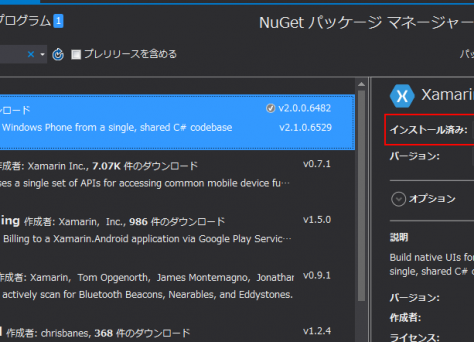 プログラム 1
NuGet パッケージ マネージャー
プレリリースを含める
ンロード
v2.0.0.6482
Windows Phone from a single, shared C# codebase
v2.1.0.6529
作成者: Xamarin Inc., 7.07K 件のダウンロード
v0.7.1
ses a single set of APIs for accessing common mobile device fu…
ing 作成者: Xamarin, Inc., 986 件のダウンロード
v1.5.0
Billing to a Xamarin.Android application via Google Play Servic…
作成者: Xamarin, Tom Opgenorth, James Montemagno, Jonathan
v0.9.1
actively scan for Bluetooth Beacons, Nearables, and Eddystones.
作成者: chrisbanes, 368 件のダウンロード
v1.2.4
Xamarin
インストール済み:
バージョン:
オプション
説明
Build native UIs for
single, shared C# c
バージョン:
作成者:
ライセンス: